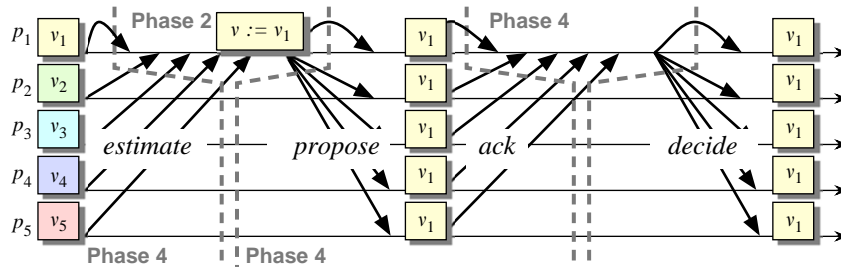 Phase 2 Phase 4
p1 v1 v := v1 v1 v1
p2 v2 v1 v1
p3 v3 estimate propose v1 ack decide v1
p4 v4 v1 v1
p5 v5 v1 v1
Phase 4 Phase 4